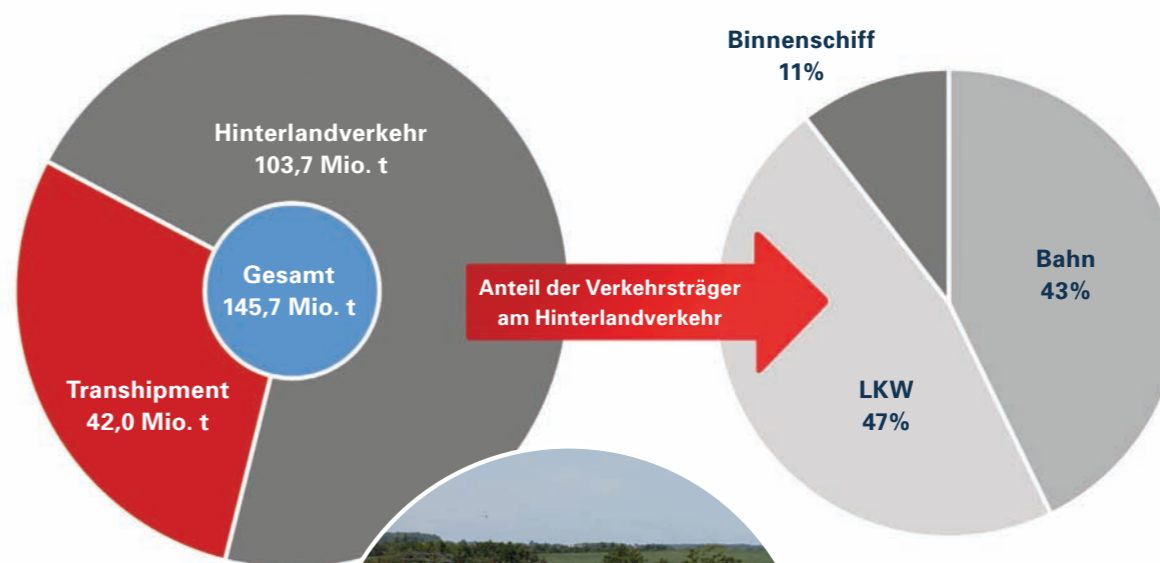 Hinterlandverkehr
103,7 Mio. t
Gesamt
145,7 Mio. t
Transhipment
42,0 Mio. t
Anteil der Verkehrsträger
am Hinterlandverkehr
Binnenschiff
11%
Bahn
43%
LKW
47%